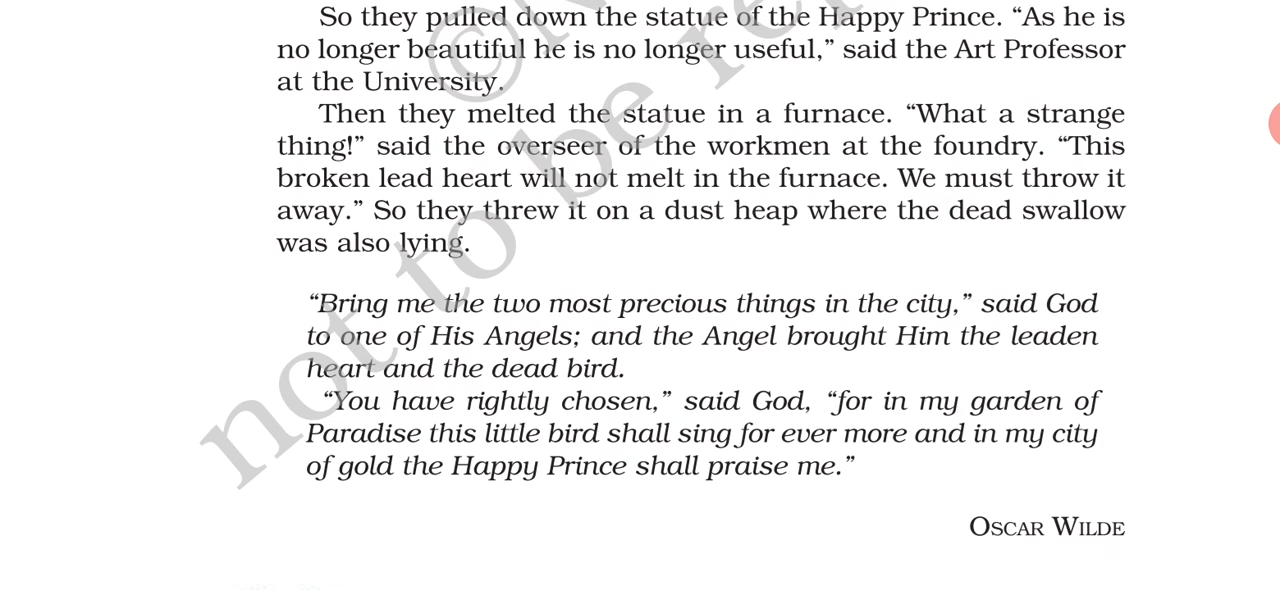 So they pulled down the statue of the Happy Prince. “As he is
no longer beautiful he is no longer useful,” said the Art Professor
at the University.
Then they melted the statue in a furnace. “What a strange
thing!” said the overseer of the workmen at the foundry. “This
broken lead heart will not melt in the furnace. We must throw it
away.” So they threw it on a dust heap where the dead swallow
was also lying.
“Bring me the two most precious things in the city,” said God
to one of His Angels; and the Angel brought Him the leaden
heart and the dead bird.
“You have rightly chosen,” said God, “for in my garden of
Paradise this little bird shall sing for ever more and in my city
of gold the Happy Prince shall praise me.”
OSCAR WILDE
©N
not to be rep